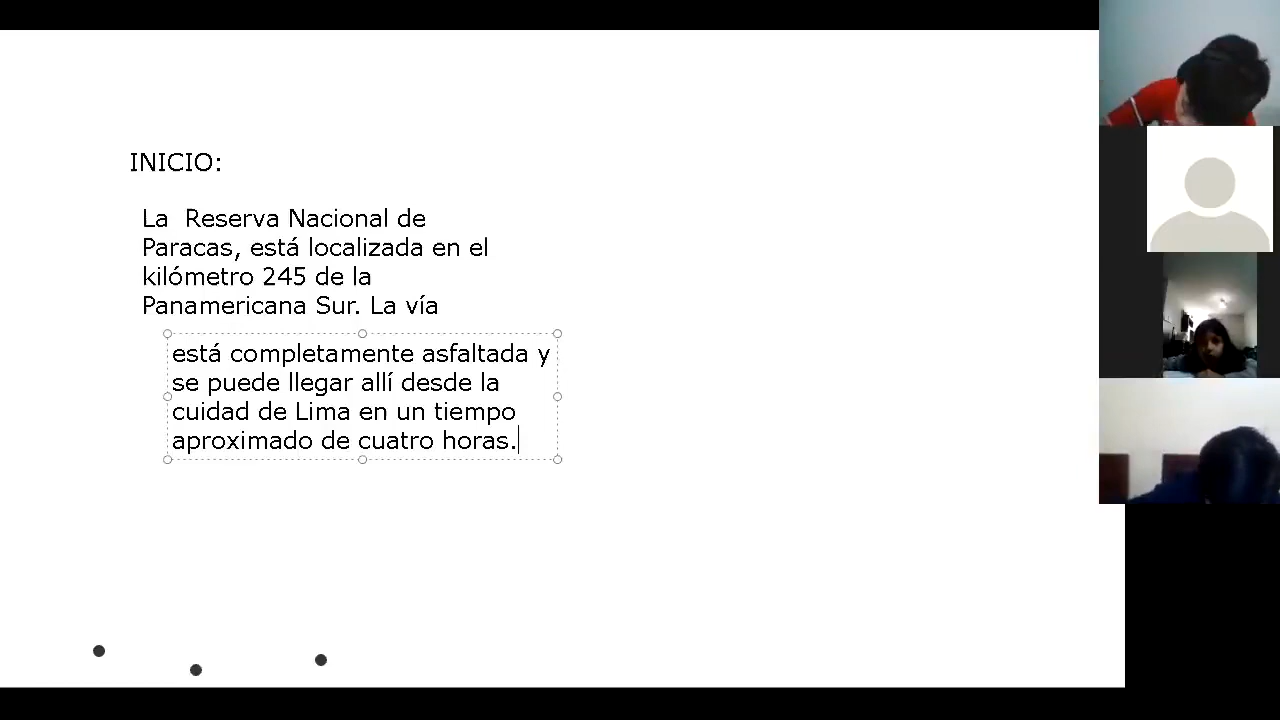 INICIO:
La  Reserva Nacional de
Paracas, está localizada en el
kilómetro 245 de la
Panamericana Sur. La vía
está completamente asfaltada y
se puede llegar allí desde la
cuidad de Lima en un tiempo
aproximado de cuatro horas.